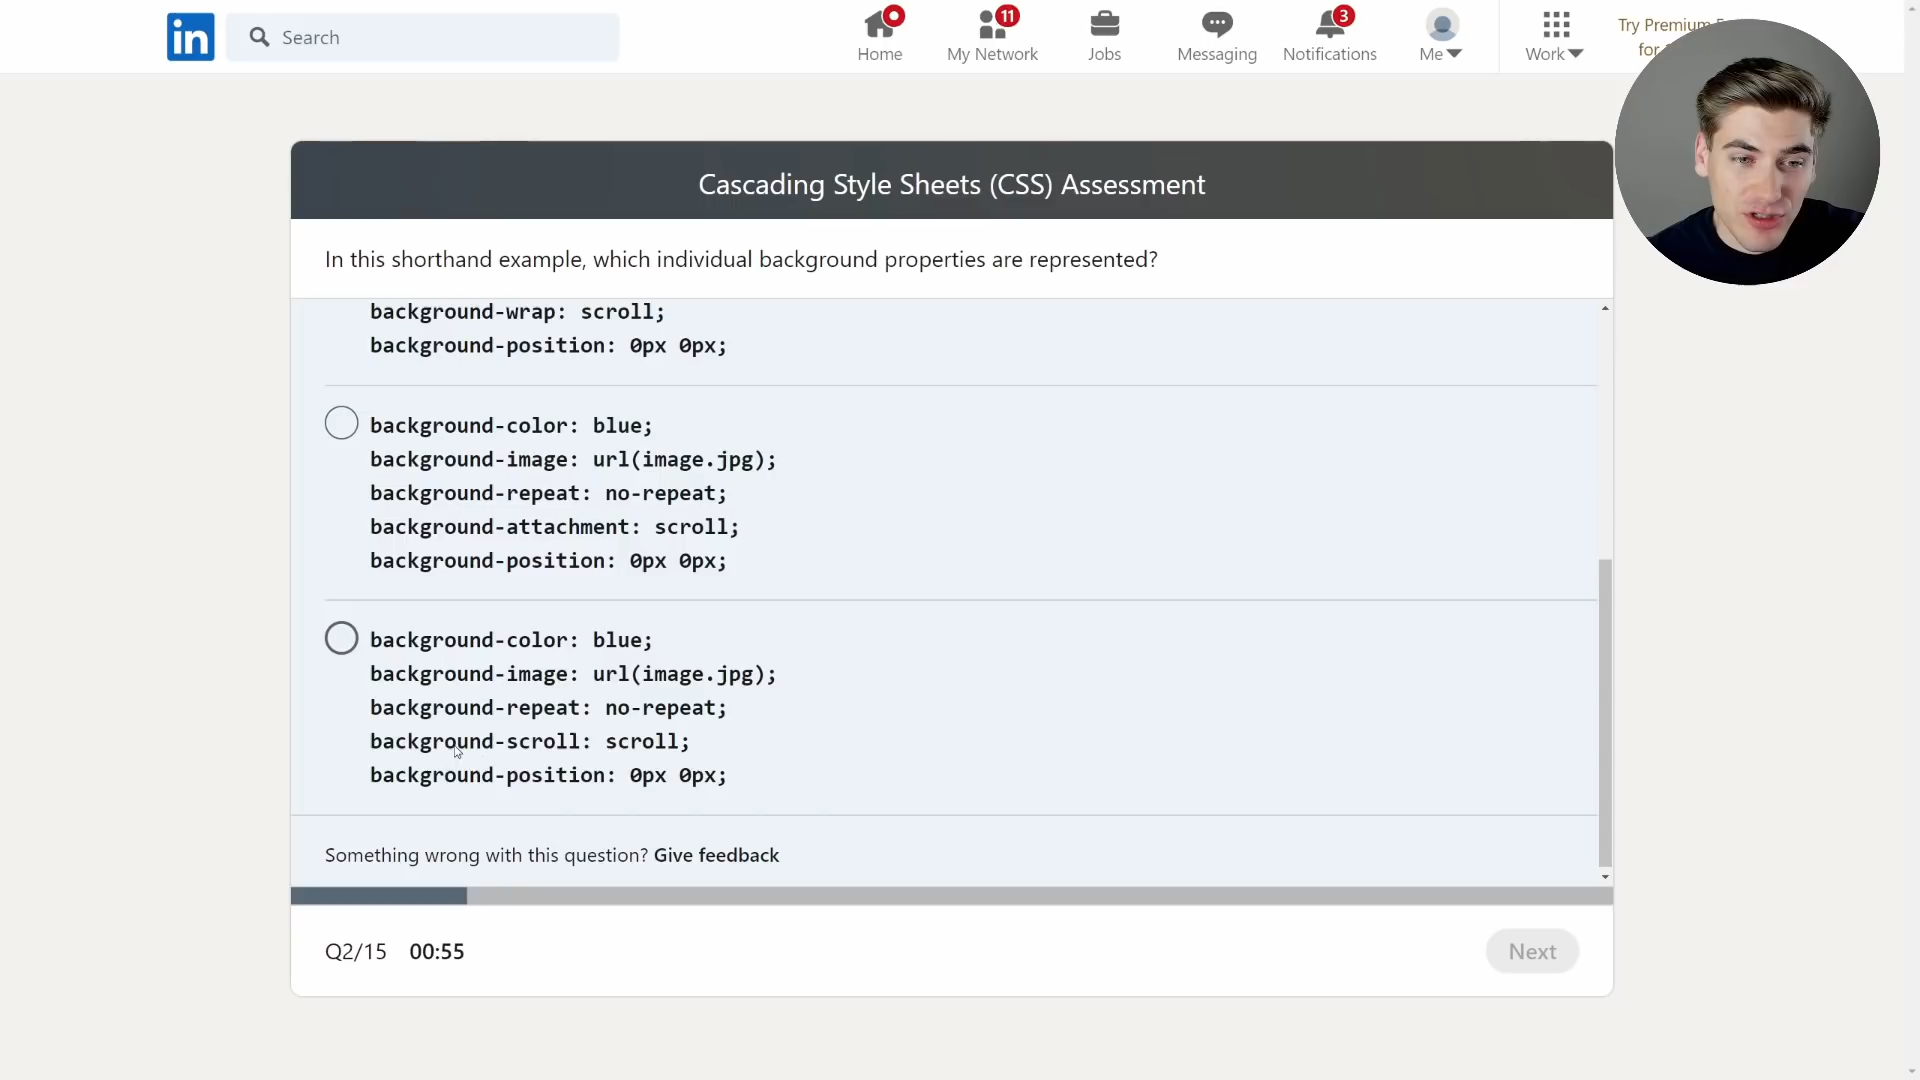 in
Search
Home
11
My Network
Jobs
Messaging
3
Notifications
Me
Work
Try Premium
for
Cascading Style Sheets (CSS) Assessment
In this shorthand example, which individual background properties are represented?
background-wrap: scroll;
background-position: 0px 0px;
background-color: blue;
background-image: url(image.jpg);
background-repeat: no-repeat;
background-attachment: scroll;
background-position: 0px 0px;
background-color: blue;
background-image: url(image.jpg);
background-repeat: no-repeat;
background-scroll: scroll;
background-position: 0px 0px;
Something wrong with this question? Give feedback
Q2/15 00:55
Next